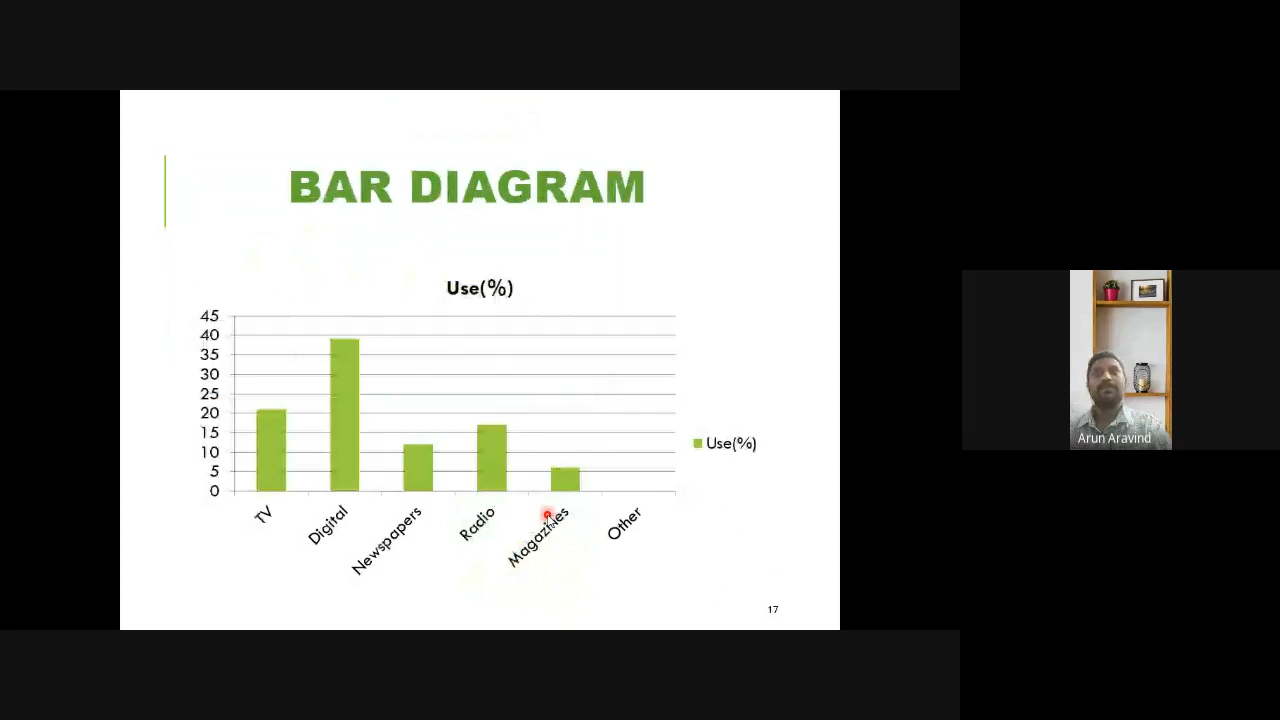 BAR DIAGRAM
Use(%)
45
40
35
30
25
20
15
10
5
0
TV
Digital
Newspapers
Radio
Magazines
Other
Use(%)
17
Arun Aravind